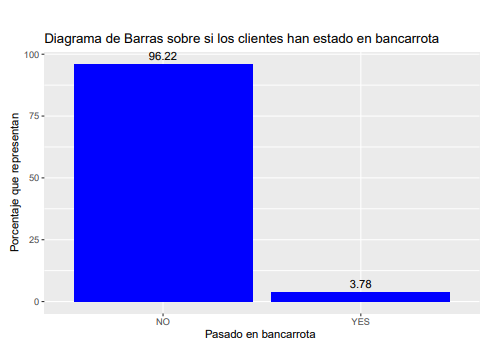 Diagrama de Barras sobre si los clientes han estado en bancarrota
96.22
3.78
100
75
50
25
0
Porcentaje que representan
NO
YES
Pasado en bancarrota